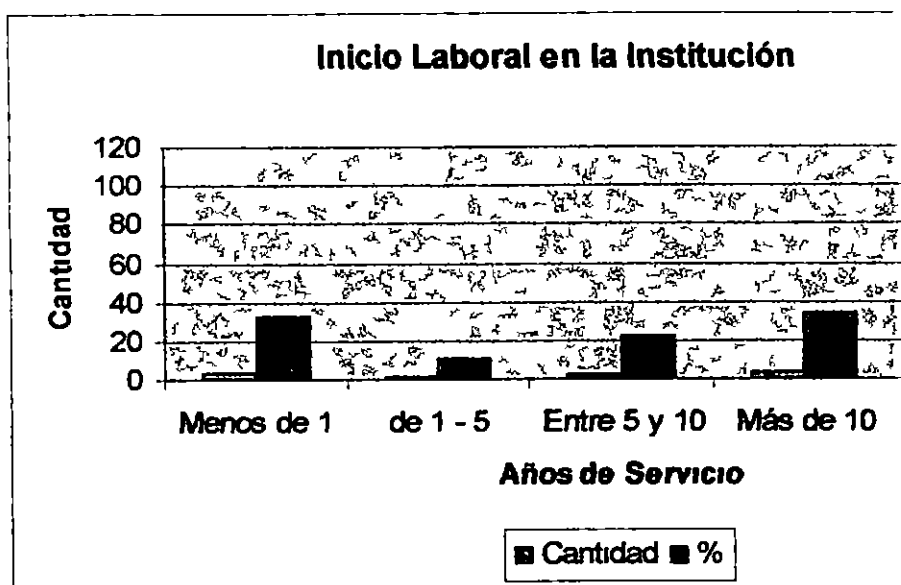 Inicio Laboral en la Institución
120
100
80
60
40
20
0
Cantidad
Menos de 1 de 1 - 5 Entre 5 y 10 Más de 10
Años de Servicio
Cantidad %